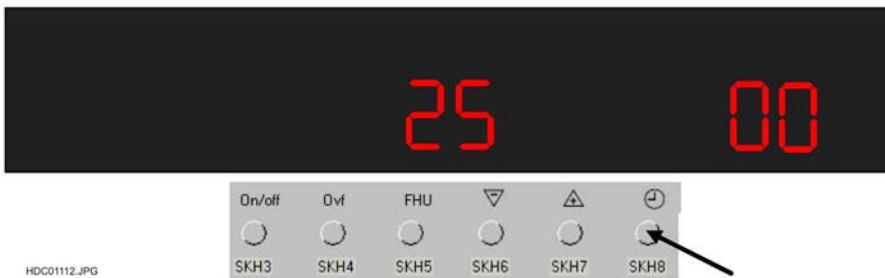 25 00
On/off Ovf FHU
SKH3 SKH4 SKH5 SKH6 SKH7 SKH8
HDC01112.JPG